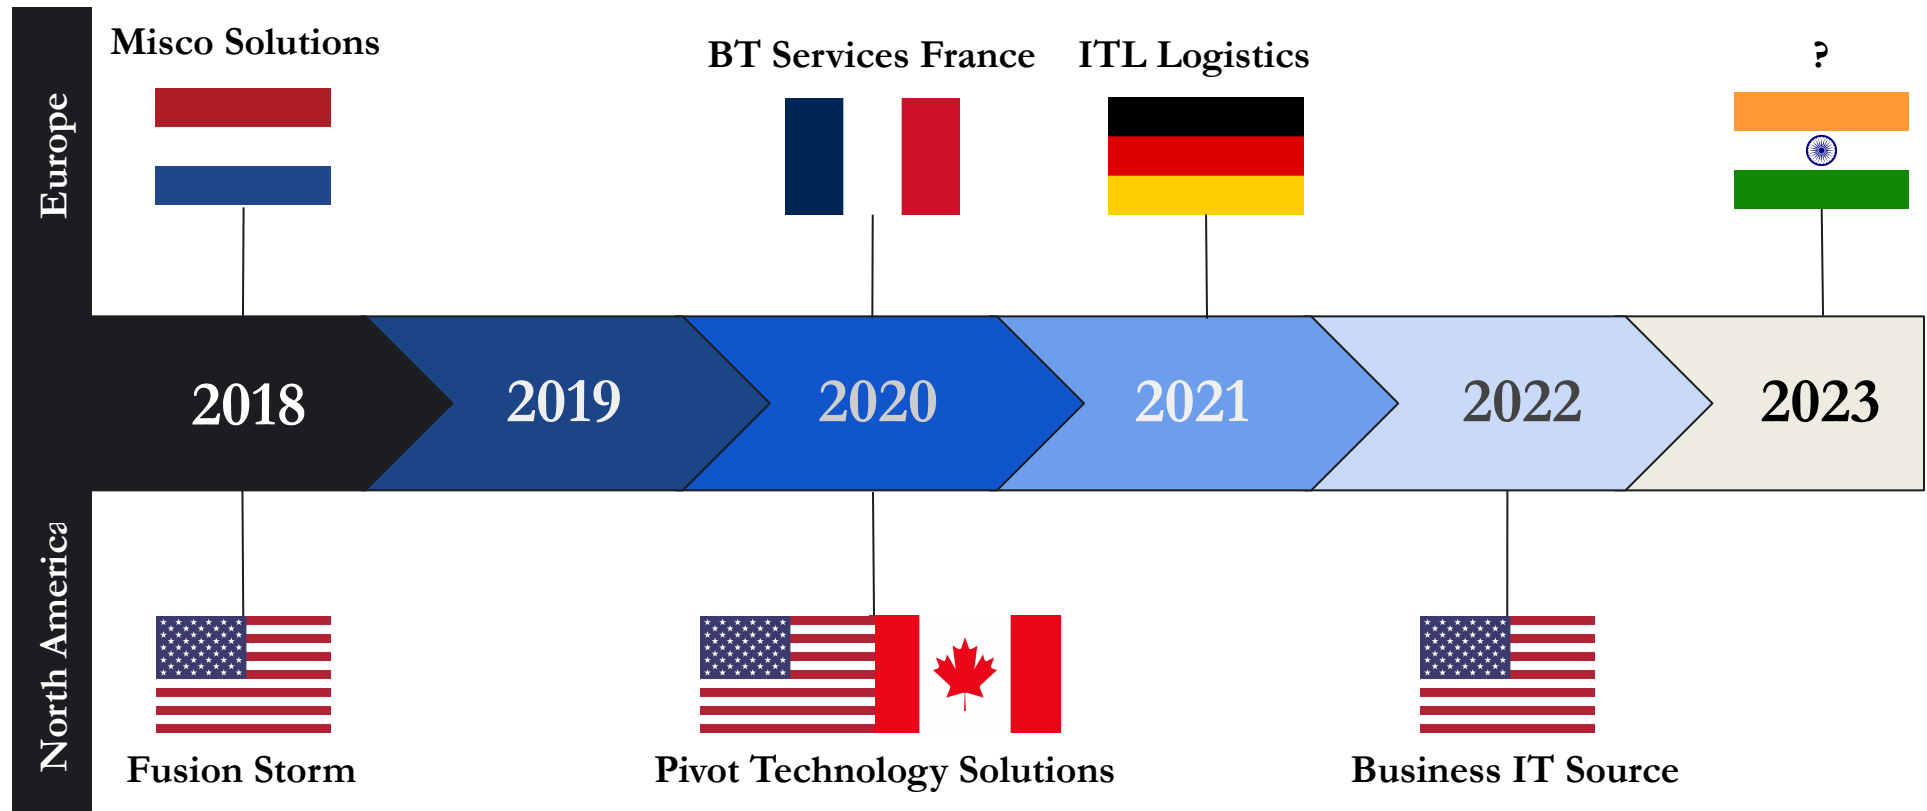 Misco Solutions
BT Services France
ITL Logistics
?
Europe
2018
2019
2020
2021
2022
2023
North America
Fusion Storm
Pivot Technology Solutions
Business IT Source